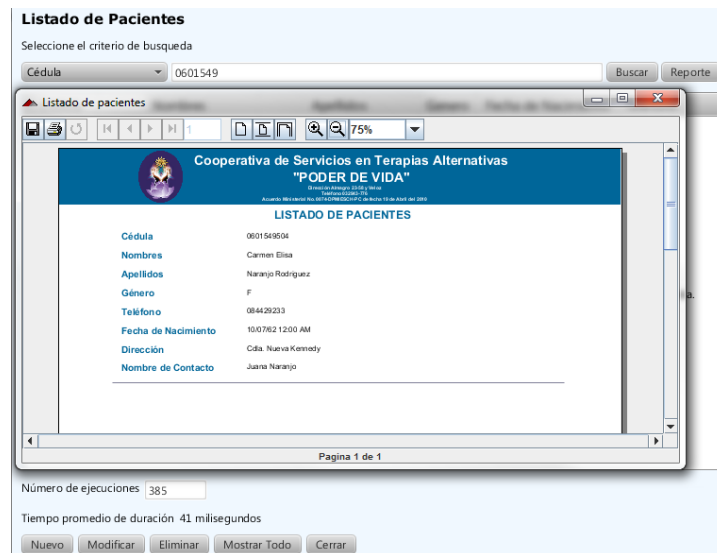 Listado de Pacientes
Seleccione el criterio de busqueda
Cédula 0601549 Buscar Reporte
Listado de pacientes
1 75%
Cooperativa de Servicios en Terapias Alternativas
"PODER DE VIDA"
LISTADO DE PACIENTES
Cédula 0601549504
Nombres Carmen Elisa
Apellidos Naranjo Rodriguez
Género F
Teléfono 084429233
Fecha de Nacimiento 10/07/62 12:00 AM
Dirección Cdla. Nueva Kennedy
Nombre de Contacto Juana Naranjo
a.
Pagina 1 de 1
Número de ejecuciones 385
Tiempo promedio de duración 41 milisegundos
Nuevo Modificar Eliminar Mostrar Todo Cerrar